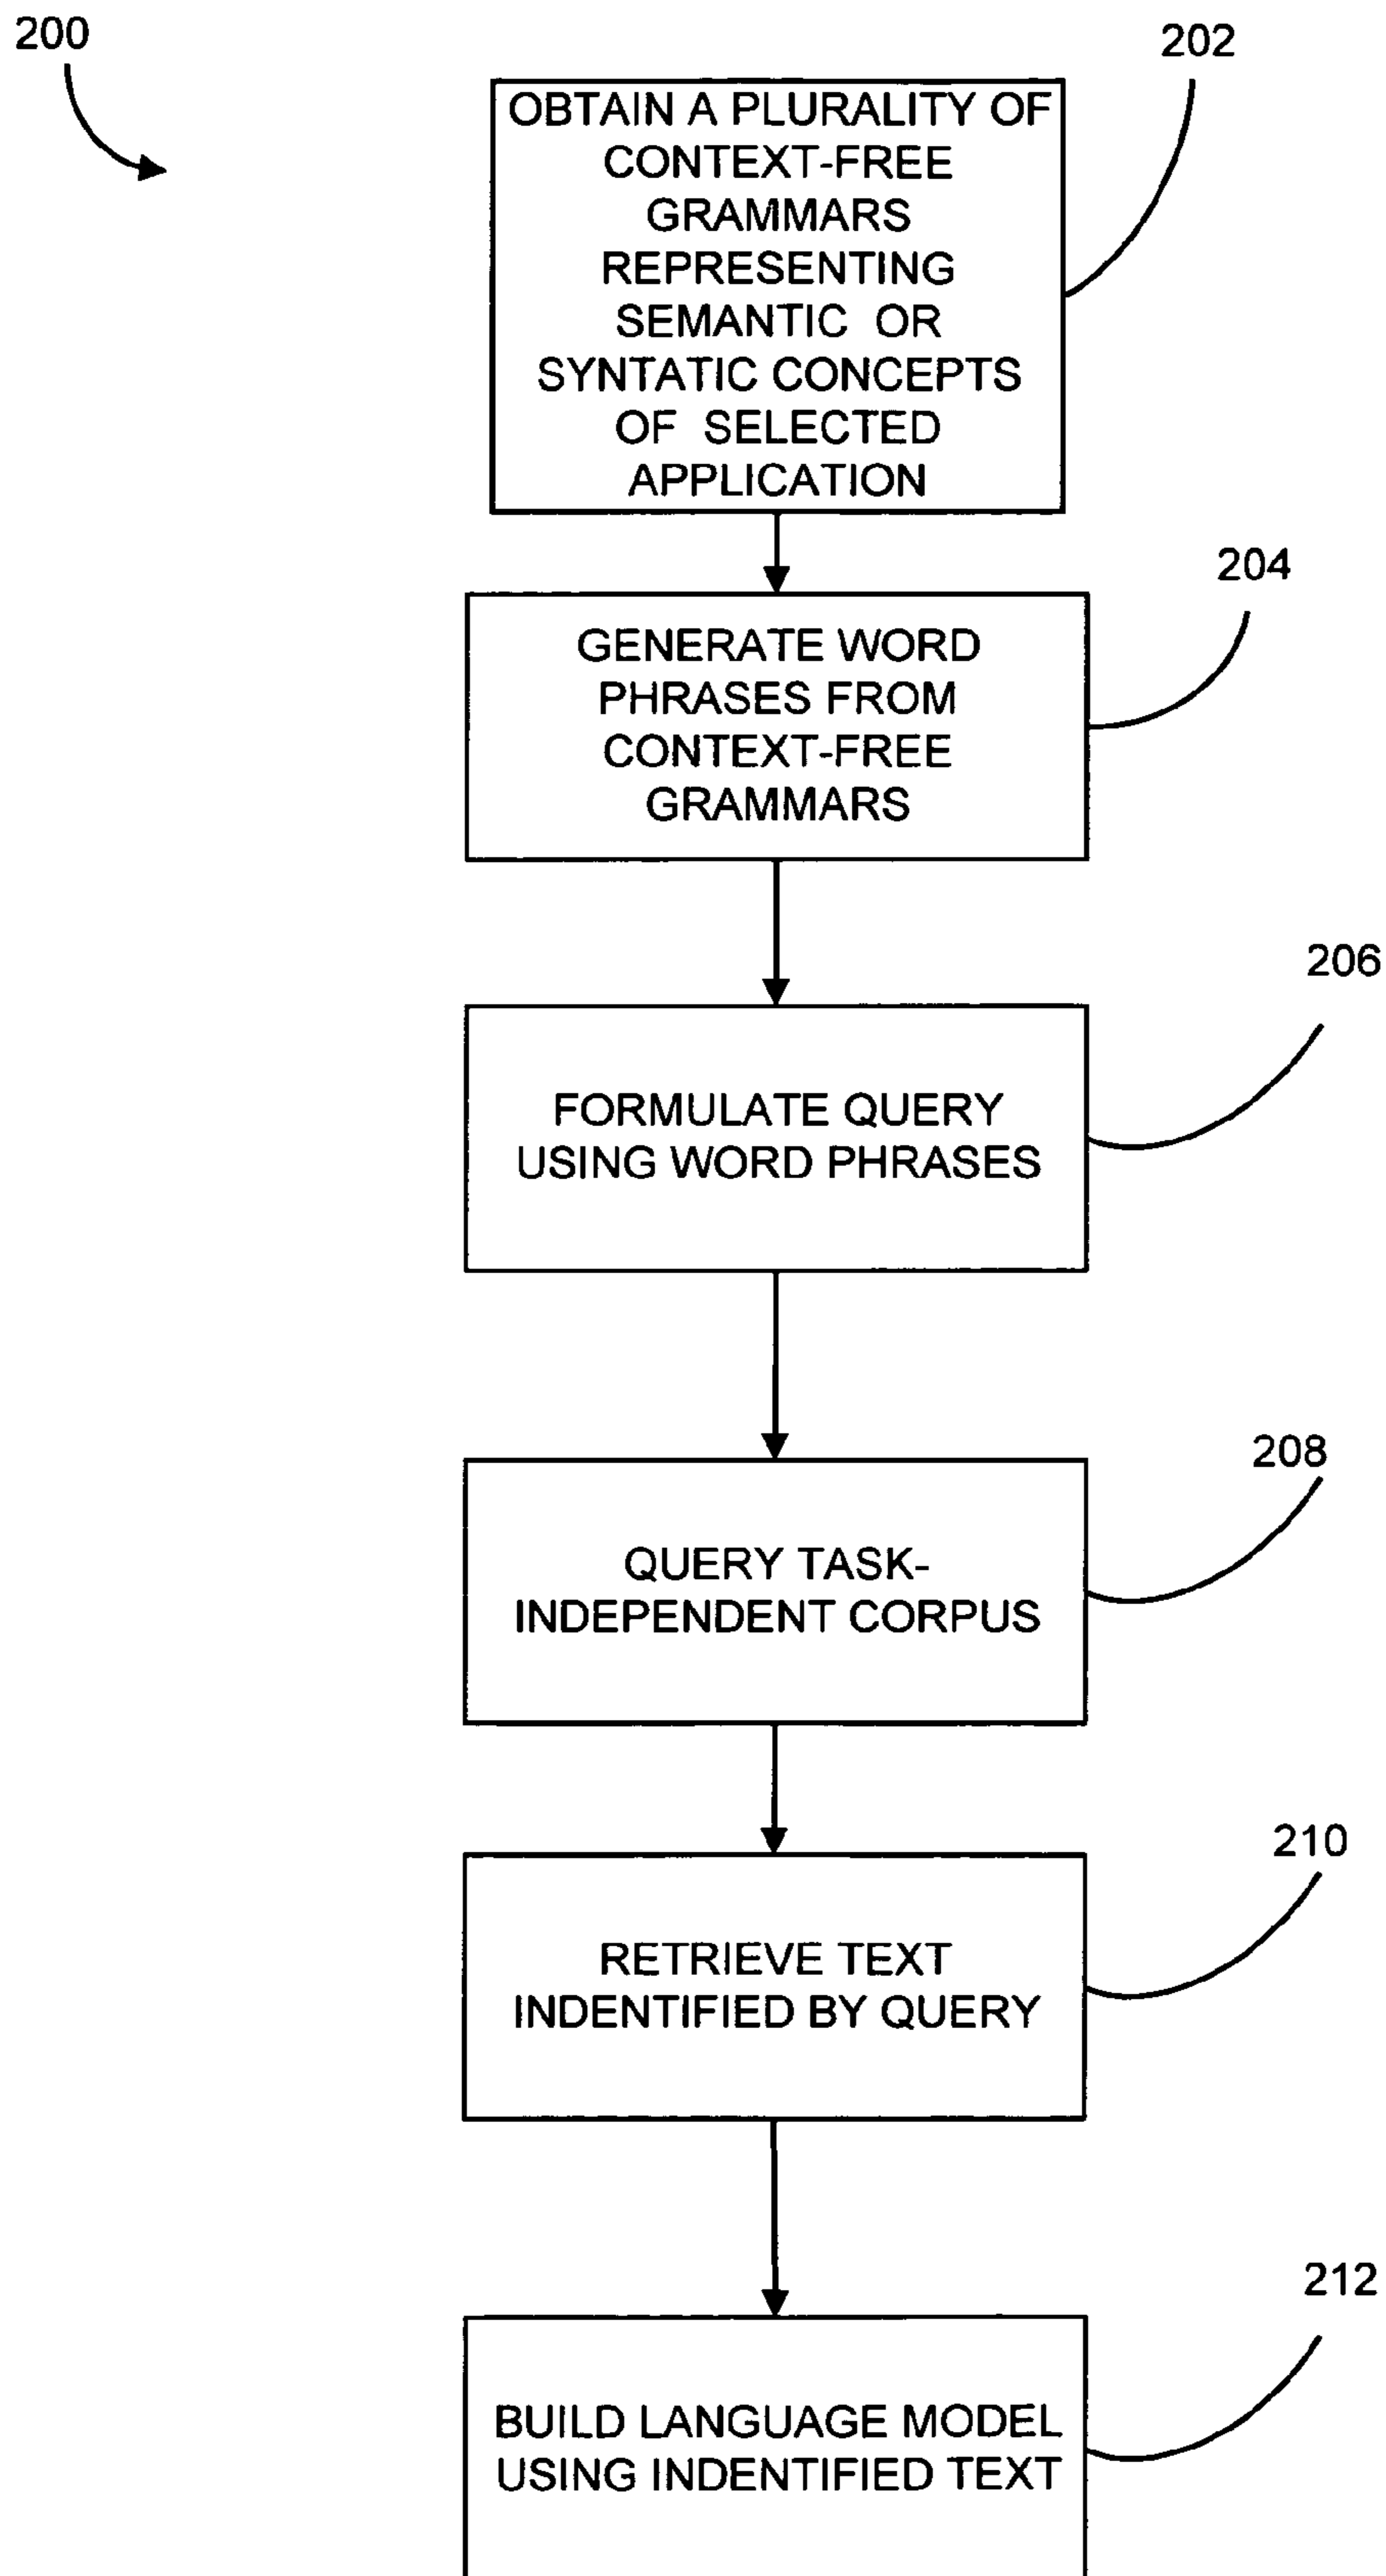 200
202
OBTAIN A PLURALITY OF
CONTEXT-FREE
GRAMMARS
REPRESENTING
SEMANTIC OR
SYNTATIC CONCEPTS
OF SELECTED
APPLICATION
204
GENERATE WORD
PHRASES FROM
CONTEXT-FREE
GRAMMARS
206
FORMULATE QUERY
USING WORD PHRASES
208
QUERY TASK-
INDEPENDENT CORPUS
210
RETRIEVE TEXT
INDENTIFIED BY QUERY
212
BUILD LANGUAGE MODEL
USING INDENTIFIED TEXT